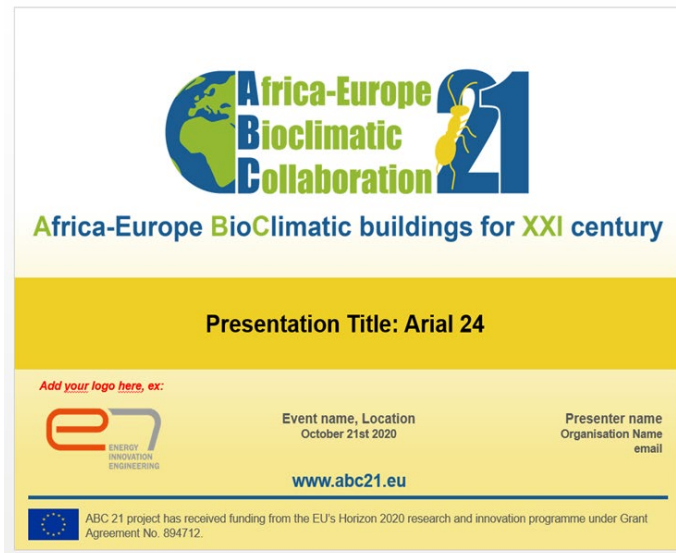 Africa-Europe
Bioclimatic
Collaboration
21
Africa-Europe BioClimatic buildings for XXI century
Presentation Title: Arial 24
Add your logo here, ex:
e7
ENERGY
INNOVATION
ENGINEERING
Event name, Location
October 21st 2020
Presenter name
Organisation Name
email
www.abc21.eu
ABC 21 project has received funding from the EU's Horizon 2020 research and innovation programme under Grant
Agreement No. 894712.